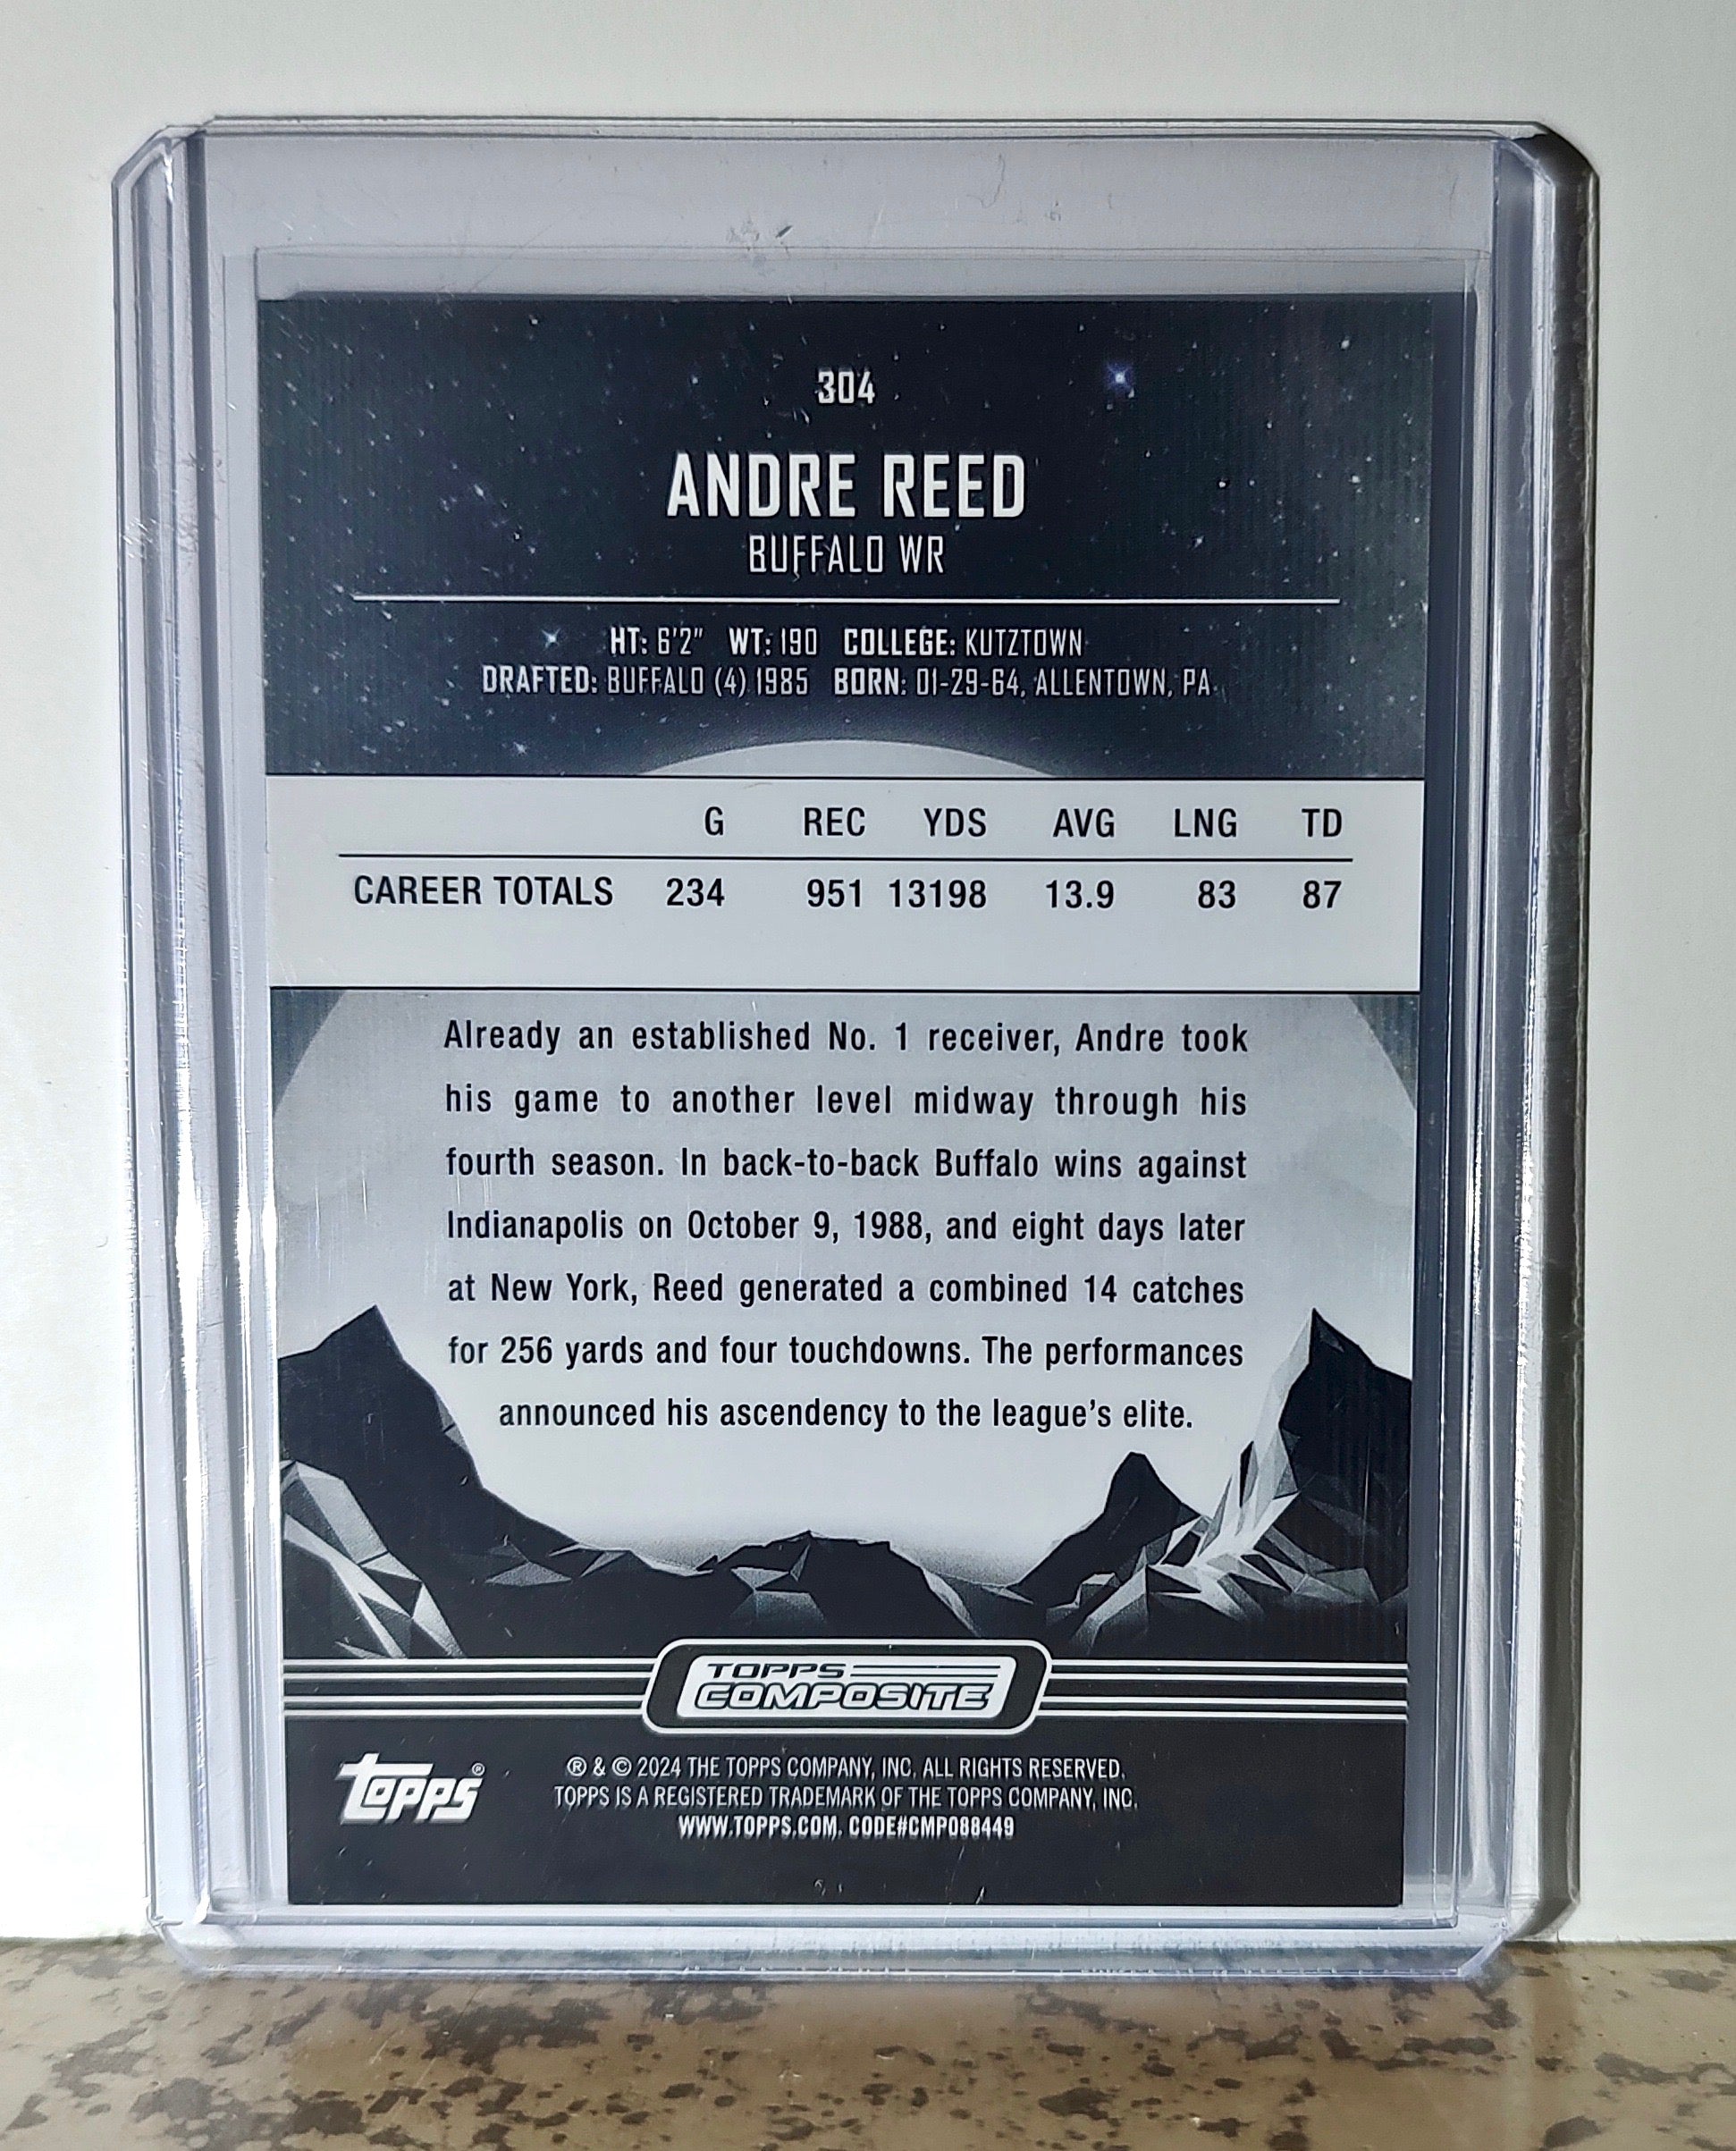 304
ANDRE REED
BUFFALO WR
HT: 6'2" WT: 190 COLLEGE: KUTZTOWN
DRAFTED: BUFFALO (4) 1985 BORN: 01-29-64, ALLENTOWN, PA
G REC YDS AVG LNG TD
CAREER TOTALS 234 951 13198 13.9 83 87
Already an established No. 1 receiver, Andre took
his game to another level midway through his
fourth season. In back-to-back Buffalo wins against
Indianapolis on October 9, 1988, and eight days later
at New York, Reed generated a combined 14 catches
for 256 yards and four touchdowns. The performances
announced his ascendency to the league's elite.
TOPPS
COMPOSITE
Topps®
® & © 2024 THE TOPPS COMPANY, INC. ALL RIGHTS RESERVED.
TOPPS IS A REGISTERED TRADEMARK OF THE TOPPS COMPANY, INC.
WWW.TOPPS.COM. CODE#CMP088449